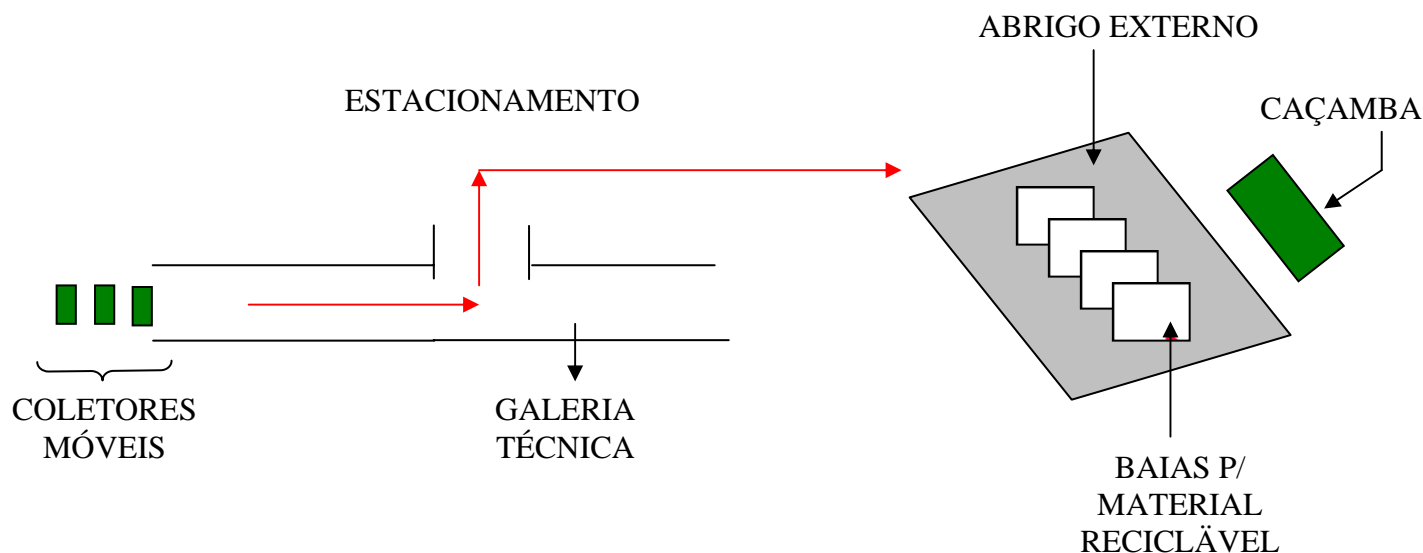 ABRIGO EXTERNO
ESTACIONAMENTO
CAÇAMBA
COLETORES
MÓVEIS
GALERIA
TÉCNICA
BAIAS P/
MATERIAL
RECICLÄVEL